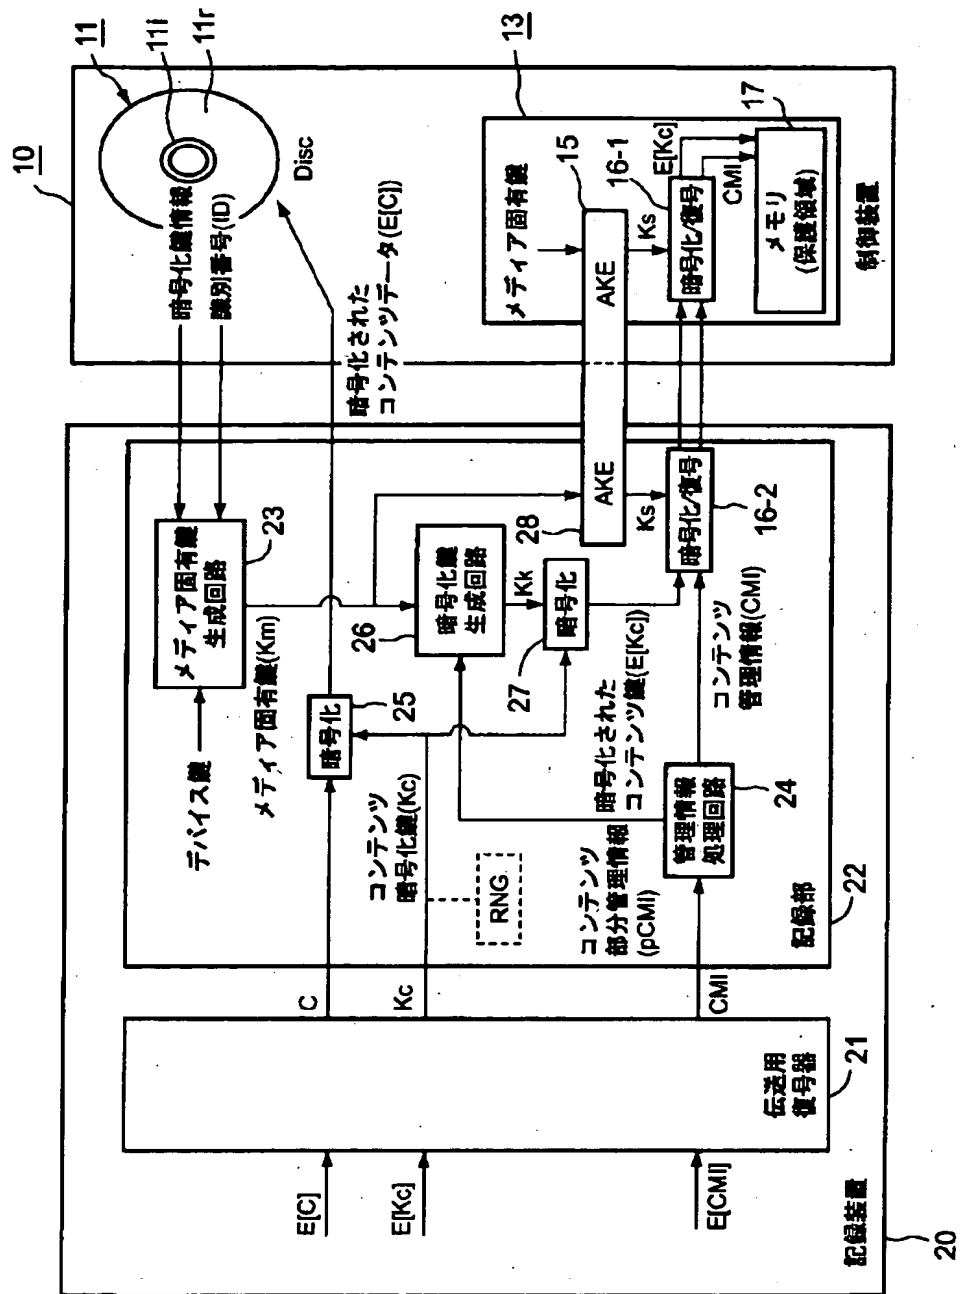 10
11
11i
11r
暗号化鍵情報
識別番号(ID)
Disc
暗号化された
コンテンツデータ(E[C])
13
メディア固有鍵
15
AKE
Ks
16-1
暗号化/復号
E[Kc]
CMI
17
メモリ
(保護領域)
制御装置
デバイス鍵
メディア固有鍵
生成回路
23
メディア固有鍵(Km)
暗号化
25
コンテンツ
暗号化鍵(Kc)
RNG
暗号化鍵
生成回路
26
Kk
暗号化
27
28
AKE
Ks
暗号化/復号
16-2
暗号化された
コンテンツ鍵(E[Kc])
コンテンツ
部分管理情報
(pCMI)
管理情報
処理回路
24
コンテンツ
管理情報(CMI)
記録部
22
C
Kc
CMI
伝送用
復号器
21
E[C]
E[Kc]
E[CMI]
記録装置
20